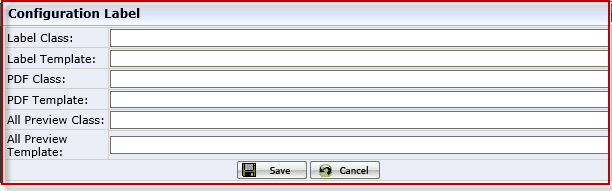 Configuration Label
Label Class:
Label Template:
PDF Class:
PDF Template:
All Preview Class:
All Preview
Template:
Save Cancel